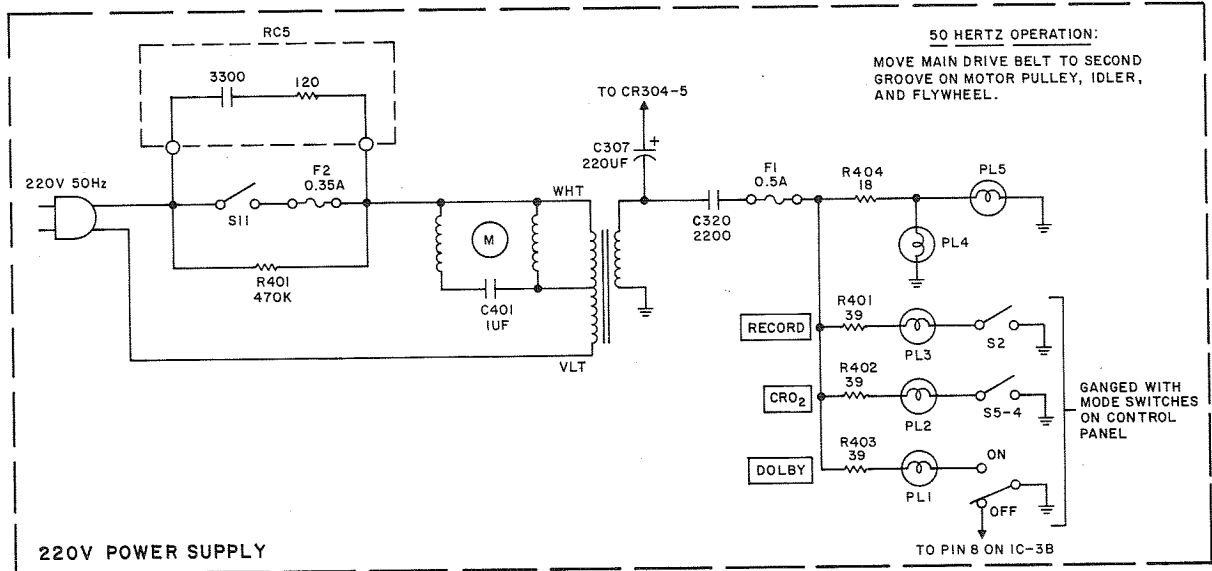 RC5
3300
120
50 HERTZ OPERATION:
MOVE MAIN DRIVE BELT TO SECOND
GROOVE ON MOTOR PULLEY, IDLER,
AND FLYWHEEL.
TO CR304-5
C307
220UF
+
F1
0.5A
R404
18
PL5
PL4
220V 50Hz
S11
F2
0.35A
R401
470K
WHT
M
C401
1UF
VLT
C320
2200
RECORD
R401
39
PL3
S2
CRO2
R402
39
PL2
S5-4
GANGED WITH
MODE SWITCHES
ON CONTROL
PANEL
DOLBY
R403
39
PL1
ON
OFF
TO PIN 8 ON IC-3B
220V POWER SUPPLY